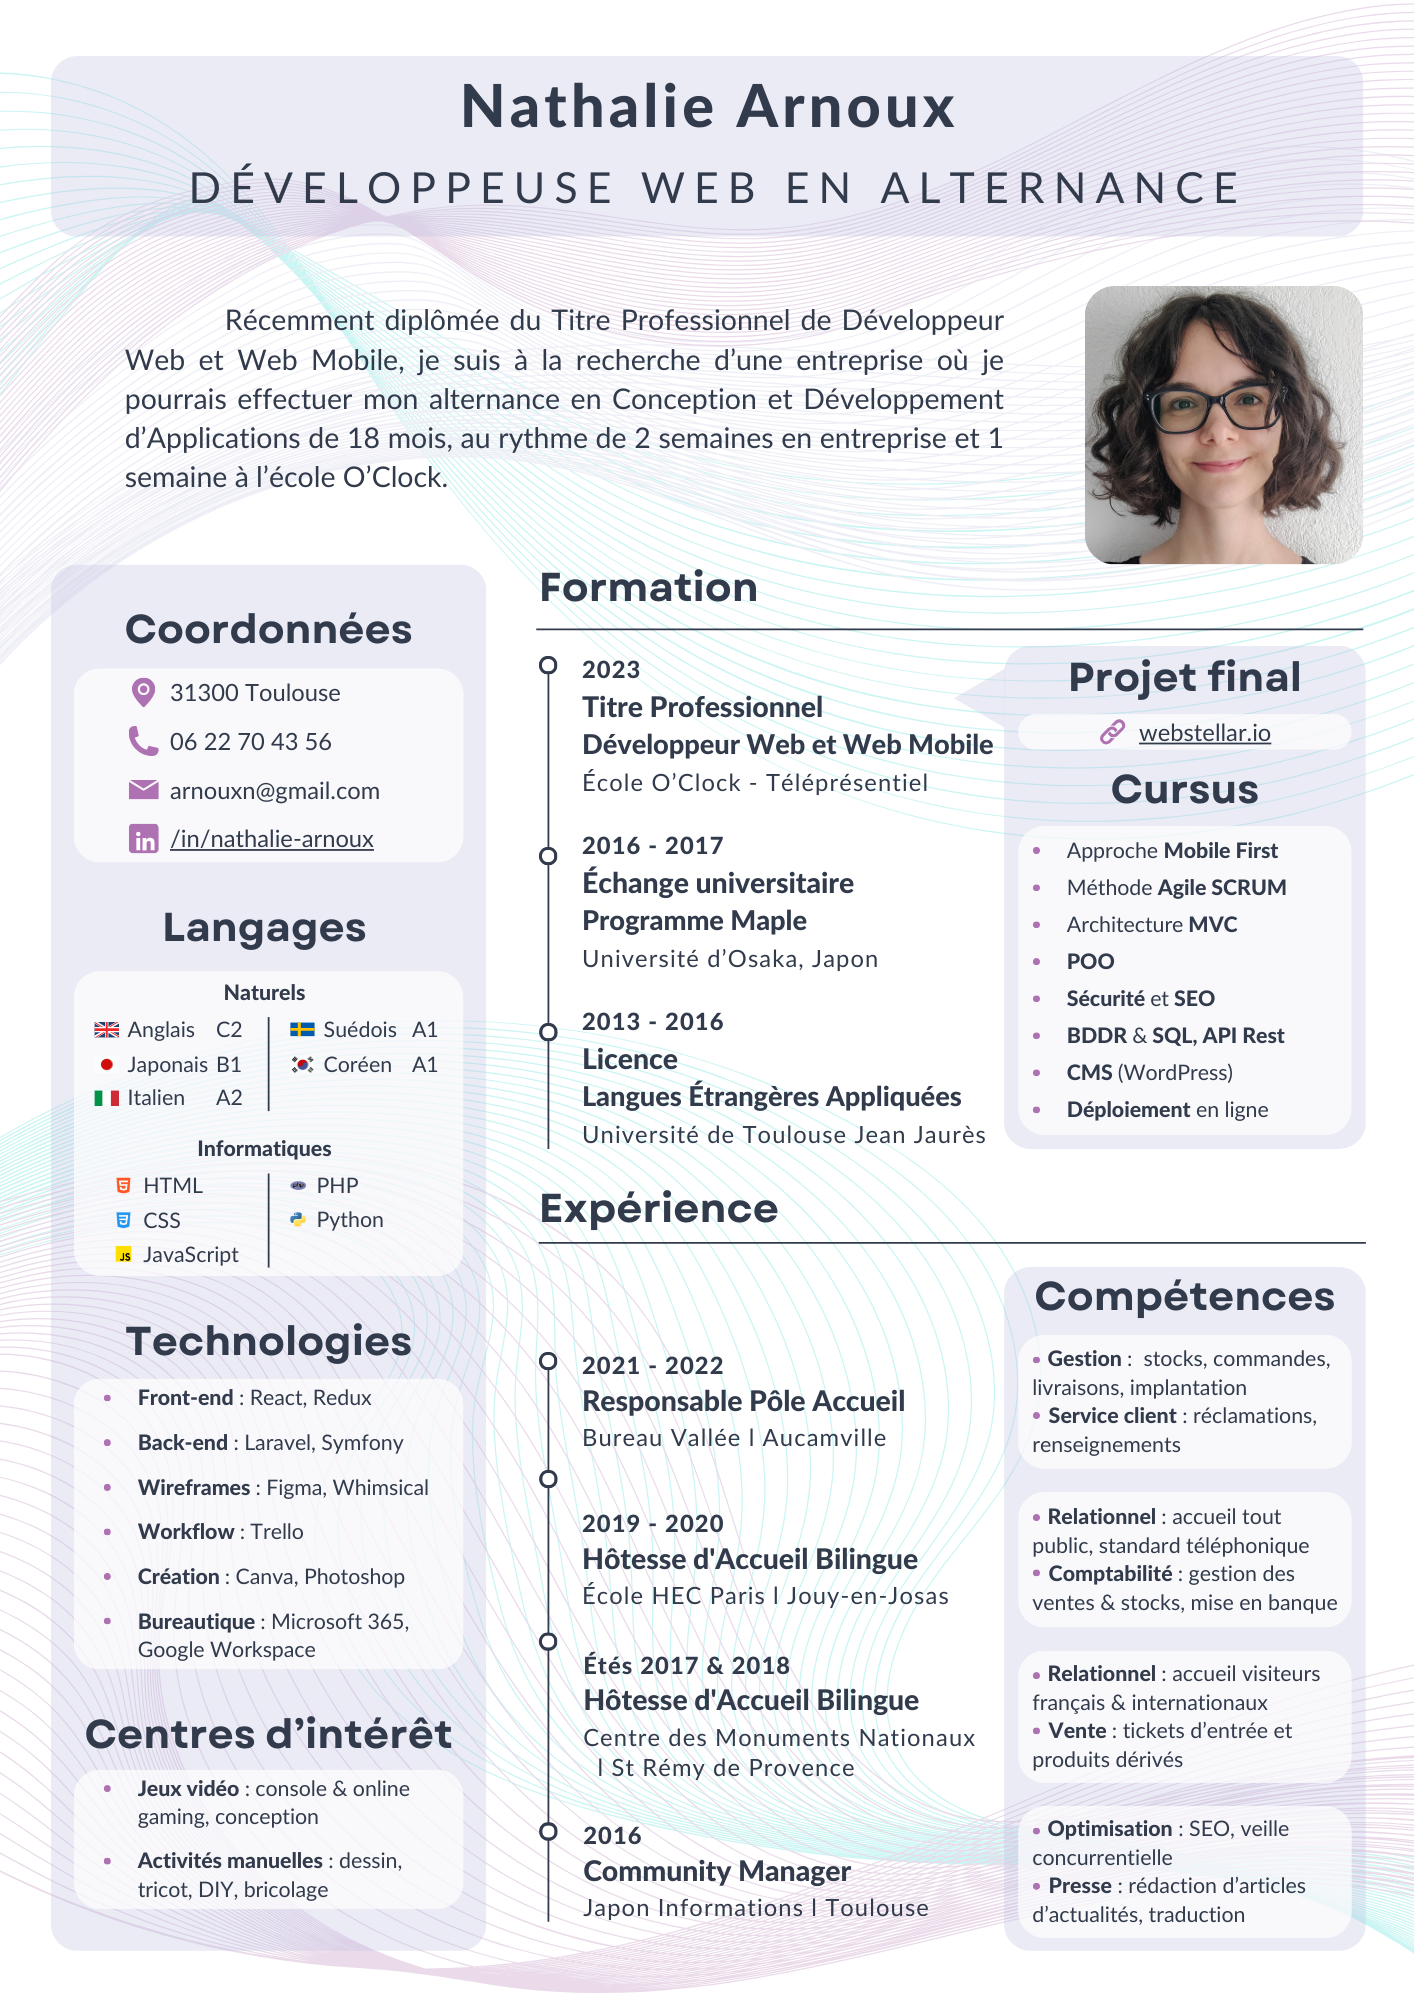 Nathalie Arnoux
DÉVELOPPEUSE WEB EN ALTERNANCE
Récemment diplômée du Titre Professionnel de Développeur
Web et Web Mobile, je suis à la recherche d’une entreprise où je
pourrais effectuer mon alternance en Conception et Développement
d’Applications de 18 mois, au rythme de 2 semaines en entreprise et 1
semaine à l’école O’Clock.
Coordonnées
31300 Toulouse
06 22 70 43 56
arnouxn@gmail.com
/in/nathalie-arnoux
Langages
Naturels
Anglais C2
Japonais B1
Italien A2
Suédois A1
Coréen A1
Informatiques
HTML
CSS
JS JavaScript
PHP
Python
Technologies
• Front-end : React, Redux
• Back-end : Laravel, Symfony
• Wireframes : Figma, Whimsical
• Workflow : Trello
• Création : Canva, Photoshop
• Bureautique : Microsoft 365,
Google Workspace
Centres d’intérêt
• Jeux vidéo : console & online
gaming, conception
• Activités manuelles : dessin,
tricot, DIY, bricolage
Formation
2023
Titre Professionnel
Développeur Web et Web Mobile
École O’Clock - Téléprésentiel
2016 - 2017
Échange universitaire
Programme Maple
Université d’Osaka, Japon
2013 - 2016
Licence
Langues Étrangères Appliquées
Université de Toulouse Jean Jaurès
Projet final
webstellar.io
Cursus
• Approche Mobile First
• Méthode Agile SCRUM
• Architecture MVC
• POO
• Sécurité et SEO
• BDDR & SQL, API Rest
• CMS (WordPress)
• Déploiement en ligne
Expérience
2021 - 2022
Responsable Pôle Accueil
Bureau Vallée l Aucamville
2019 - 2020
Hôtesse d'Accueil Bilingue
École HEC Paris l Jouy-en-Josas
Étés 2017 & 2018
Hôtesse d'Accueil Bilingue
Centre des Monuments Nationaux
l St Rémy de Provence
2016
Community Manager
Japon Informations l Toulouse
Compétences
• Gestion : stocks, commandes,
livraisons, implantation
• Service client : réclamations,
renseignements
• Relationnel : accueil tout
public, standard téléphonique
• Comptabilité : gestion des
ventes & stocks, mise en banque
• Relationnel : accueil visiteurs
français & internationaux
• Vente : tickets d’entrée et
produits dérivés
• Optimisation : SEO, veille
concurrentielle
• Presse : rédaction d’articles
d’actualités, traduction